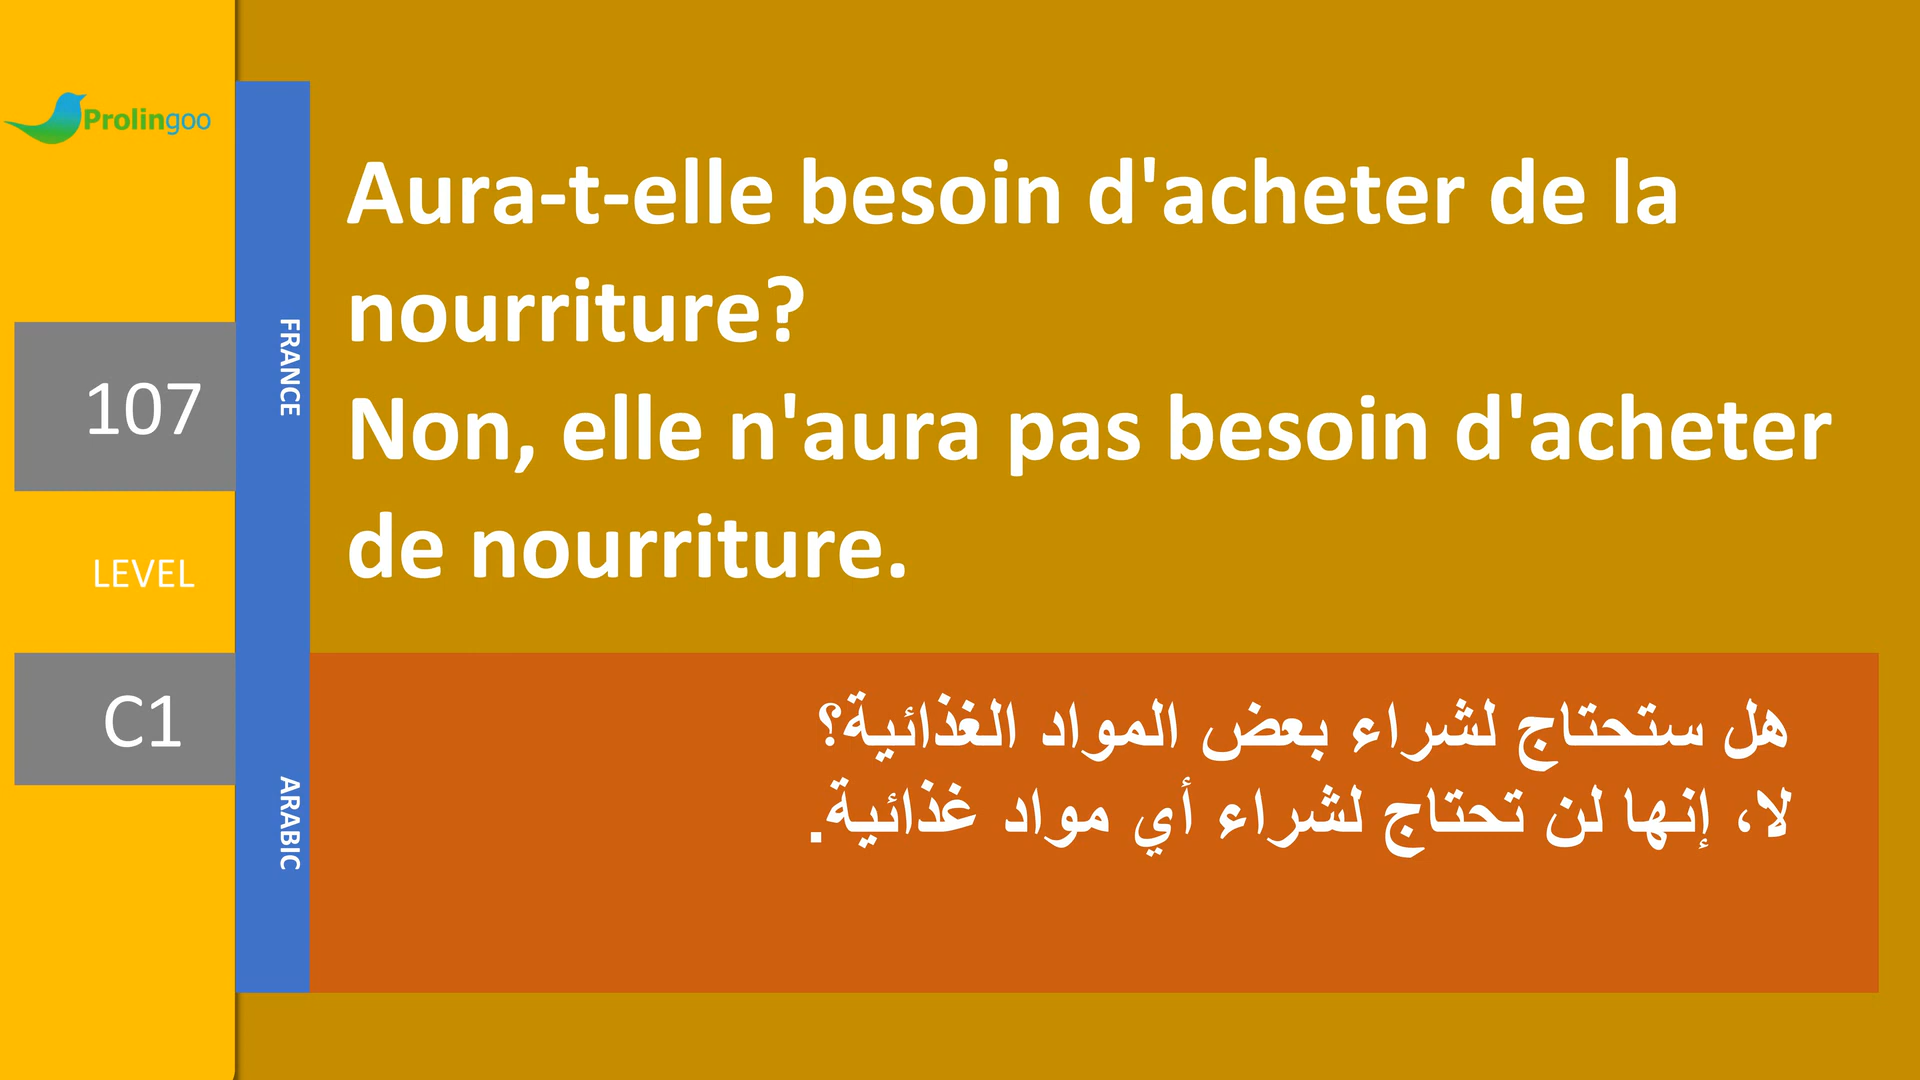 Prolingoo
107
LEVEL
C1
FRANCE
ARABIC
Aura-t-elle besoin d'acheter de la
nourriture?
Non, elle n'aura pas besoin d'acheter
de nourriture.
هل ستحتاج لشراء بعض المواد الغذائية؟
لا، إنها لن تحتاج لشراء أي مواد غذائية.